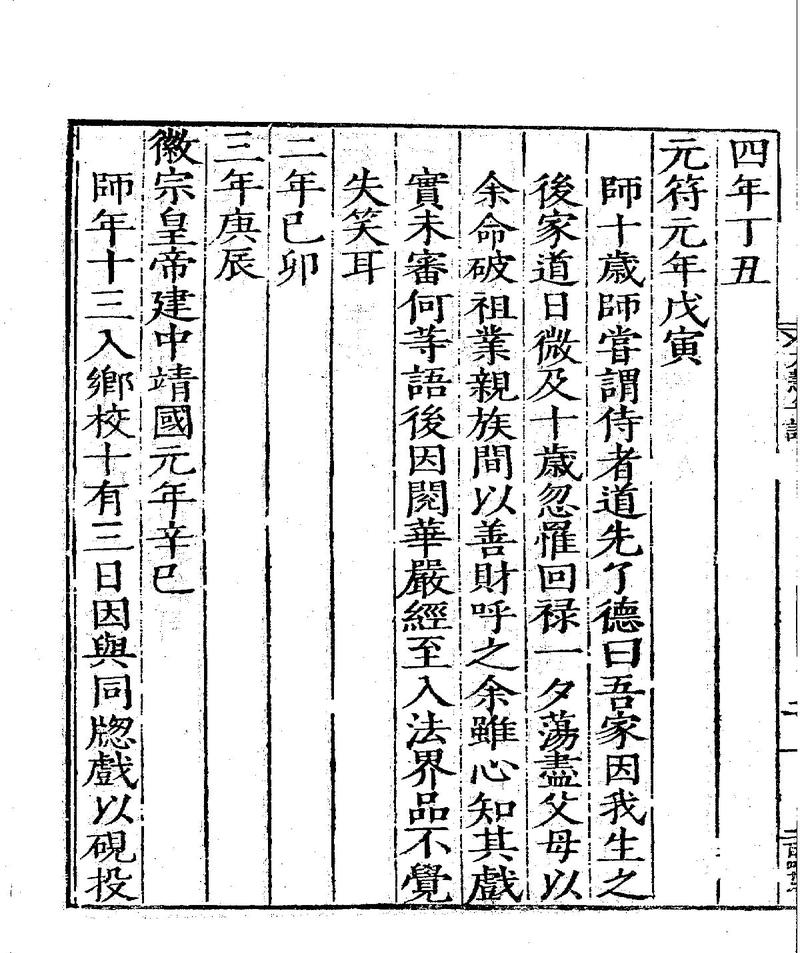 四年丁丑
元符元年戊寅
師十歲師嘗謂侍者道先了德曰吾家因我生之
後家道日微及十歲忽罹回祿一夕蕩盡父母以
余命破祖業親族間以善財呼之余雖心知其戲
實未審何等語後因閱華嚴經至入法界品不覺
失笑耳
二年己卯
三年庚辰
徽宗皇帝建中靖國元年辛巳
師年十三入鄉校十有三日因與同牕戲以硯投